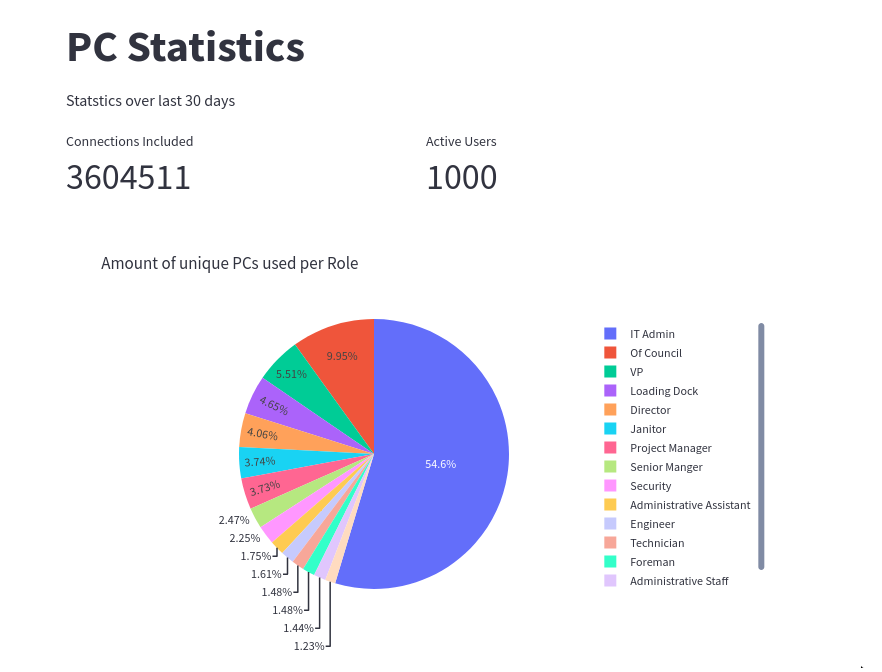 PC Statistics
Statstics over last 30 days
Connections Included
3604511
Active Users
1000
Amount of unique PCs used per Role
9.95%
5.51%
4.65%
4.06%
3.74%
3.73%
2.47%
2.25%
1.75%
1.61%
1.48%
1.48%
1.44%
1.23%
54.6%
IT Admin
Of Council
VP
Loading Dock
Director
Janitor
Project Manager
Senior Manger
Security
Administrative Assistant
Engineer
Technician
Foreman
Administrative Staff